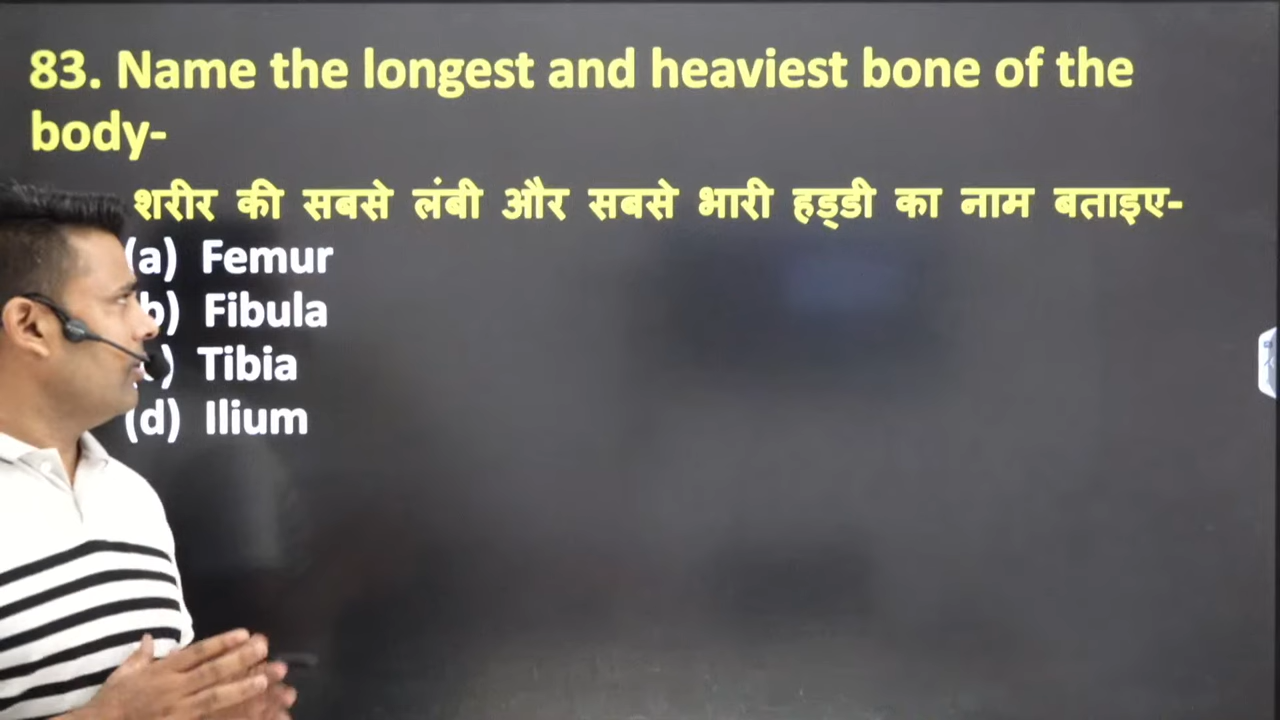 83. Name the longest and heaviest bone of the
body-
शरीर की सबसे लंबी और सबसे भारी हड्डी का नाम बताइए-
(a) Femur
b) Fibula
) Tibia
(d) Ilium